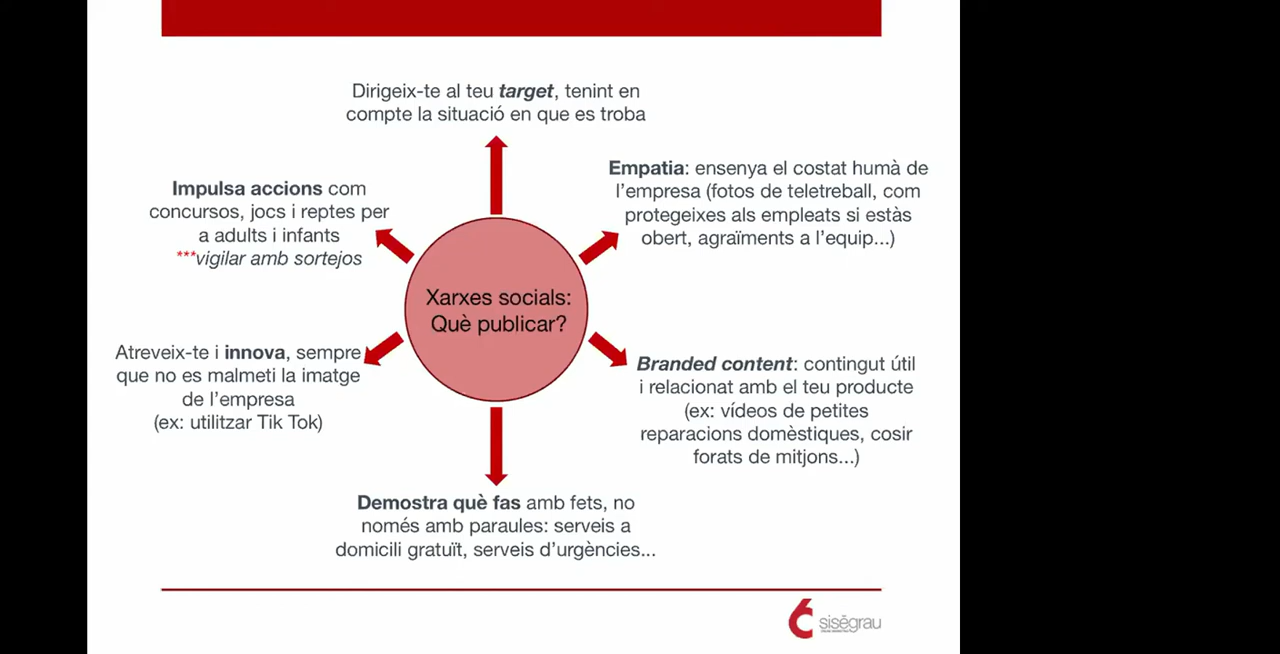 Dirigeix-te al teu target, tenint en
compte la situació en que es troba
Empatia: ensenya el costat humà de
l’empresa (fotos de teletreball, com
protegeixes als empleats si estàs
obert, agraïments a l’equip...)
Impulsa accions com
concursos, jocs i reptes per
a adults i infants
***vigilar amb sortejos
Xarxes socials:
Què publicar?
Atreveix-te i innova, sempre
que no es malmeti la imatge
de l’empresa
(ex: utilitzar Tik Tok)
Branded content: contingut útil
i relacionat amb el teu producte
(ex: vídeos de petites
reparacions domèstiques, cosir
forats de mitjons...)
Demostra què fas amb fets, no
només amb paraules: serveis a
domicili gratuït, serveis d’urgències...
6 sisègrau